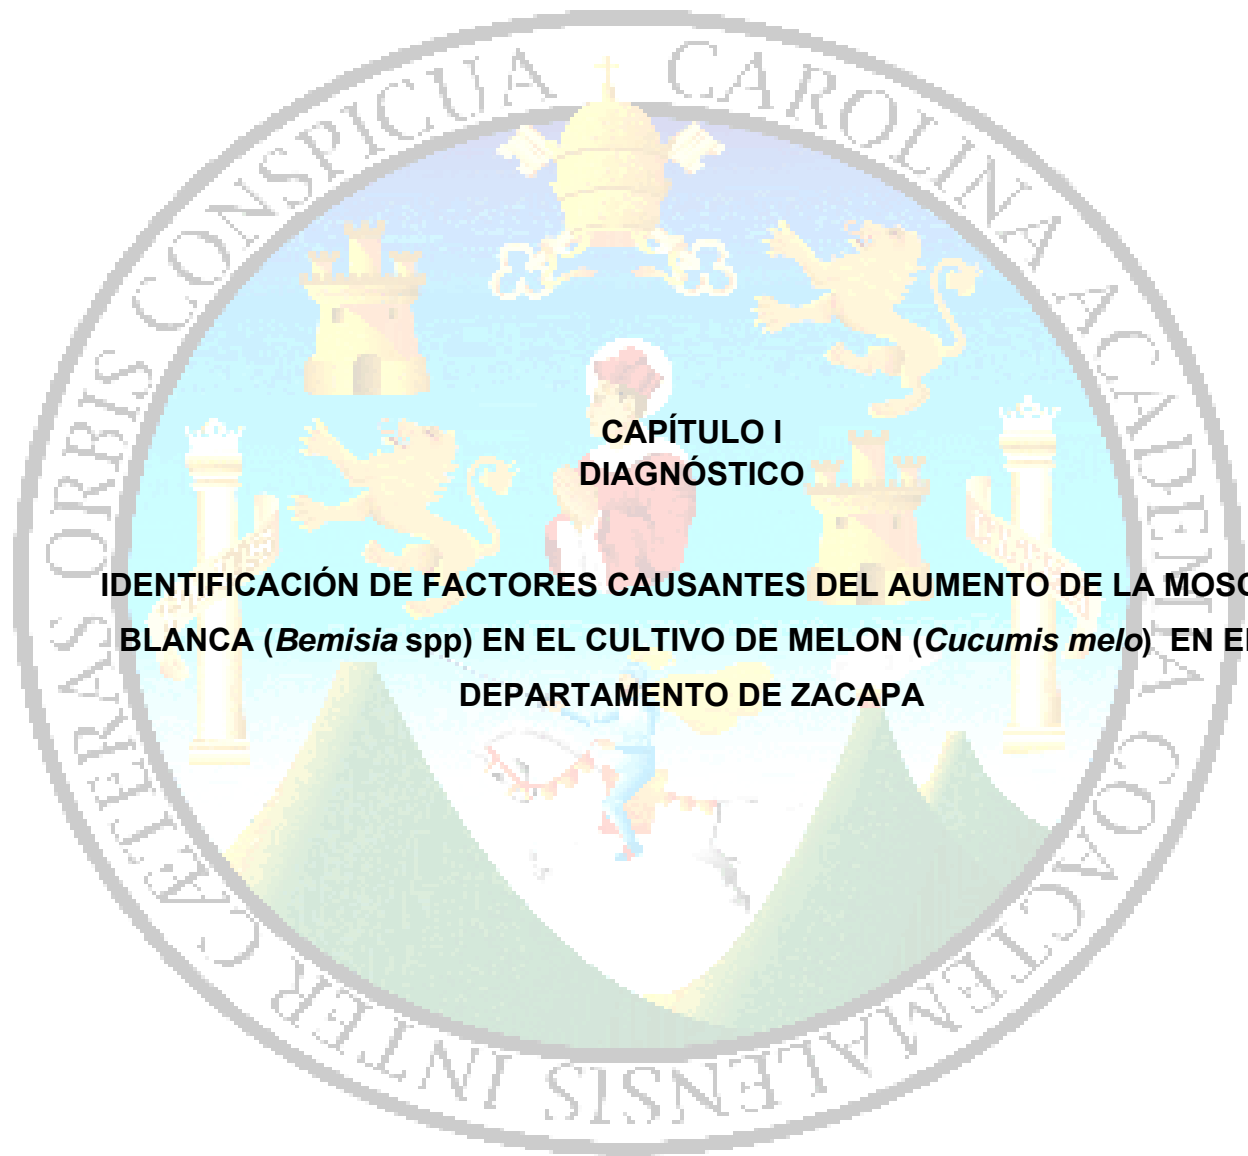 CAPÍTULO I
DIAGNÓSTICO
IDENTIFICACIÓN DE FACTORES CAUSANTES DEL AUMENTO DE LA
BLANCA (Bemisia spp) EN EL CULTIVO DE MELON (Cucumis melo) EN
DEPARTAMENTO DE ZACAPA
CAROLINA ACADEMIA COACTEMALENSIS INTER CÆTERAS ORBIS CONSPICUA